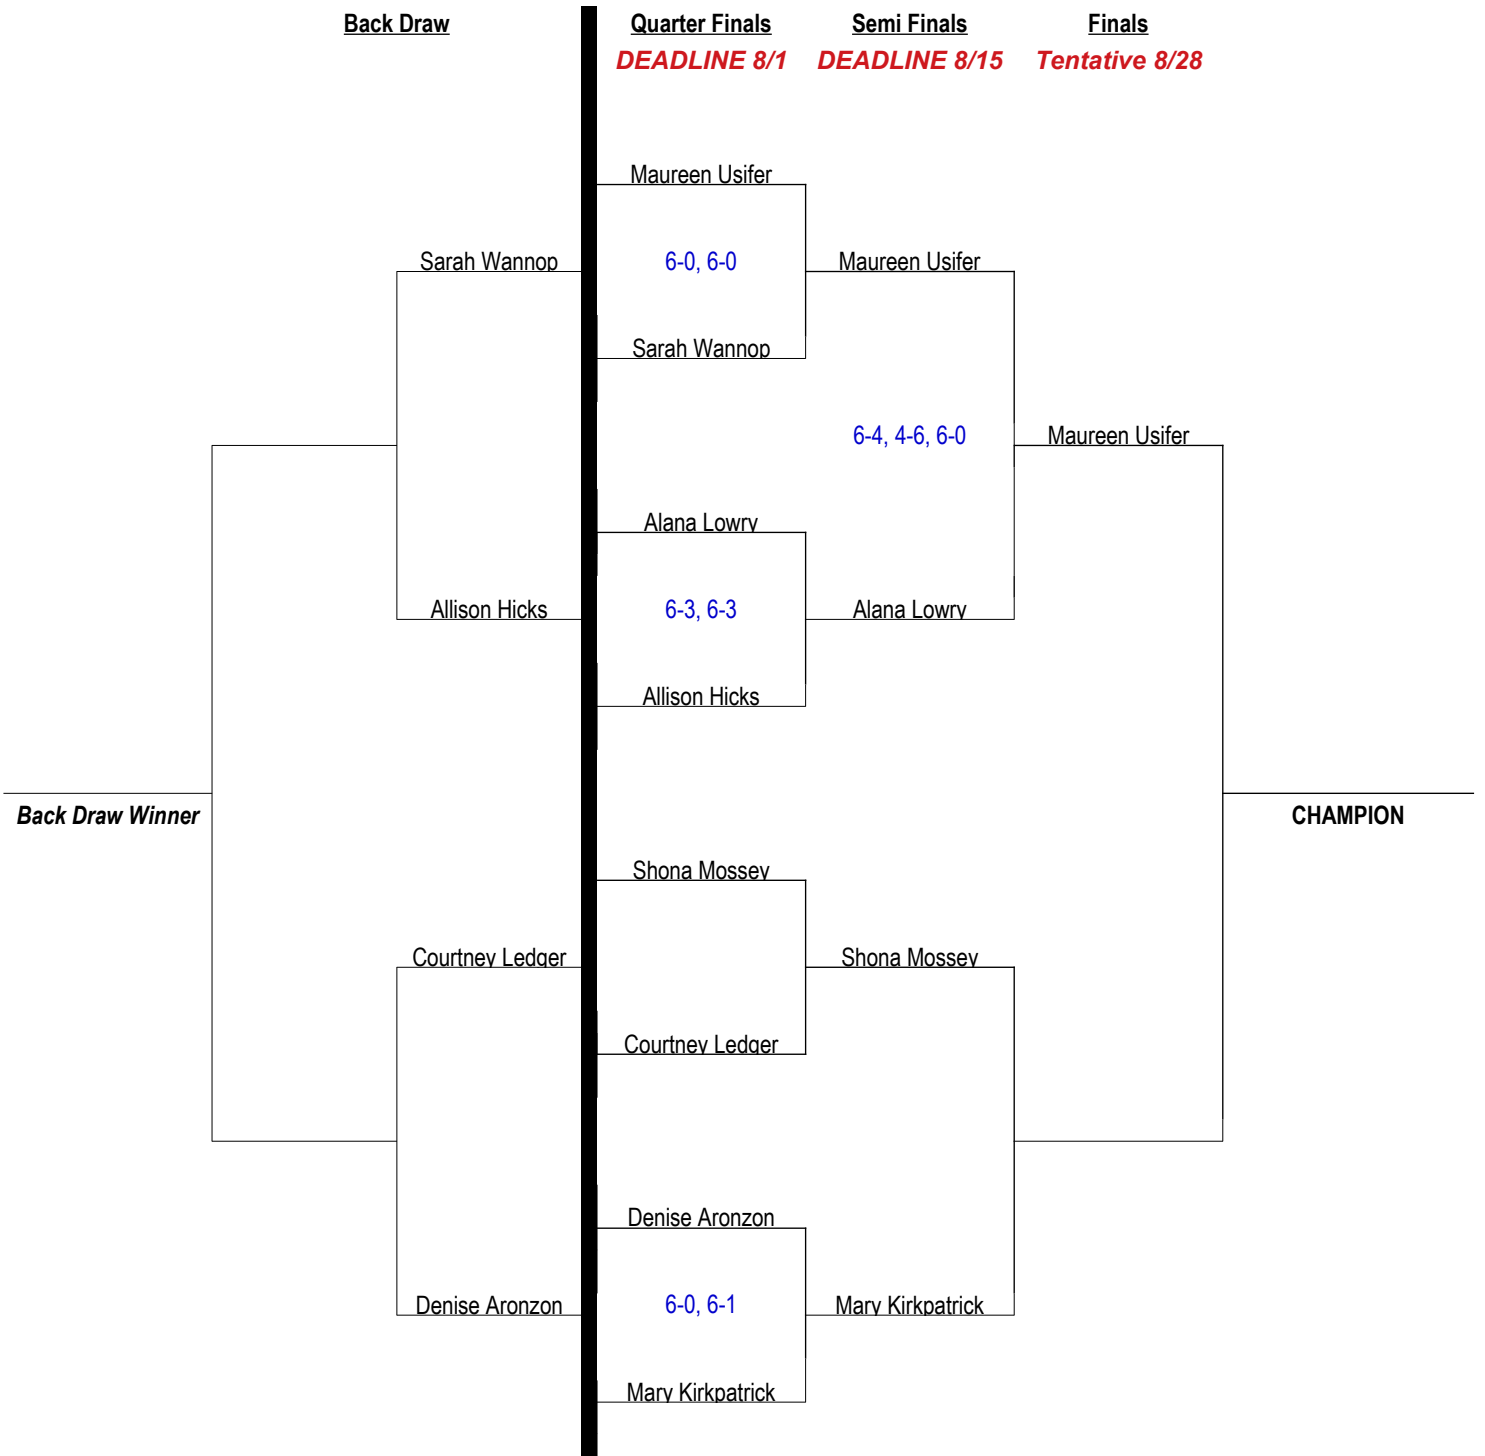 Back Draw Quarter Finals Semi Finals Finals
DEADLINE 8/1 DEADLINE 8/15 Tentative 8/28
Maureen Usifer
Sarah Wannop 6-0, 6-0 Maureen Usifer
Sarah Wannop
6-4, 4-6, 6-0 Maureen Usifer
Alana Lowry
Allison Hicks 6-3, 6-3 Alana Lowry
Allison Hicks
Back Draw Winner CHAMPION
Shona Mossey
Courtney Ledger Shona Mossey
Courtney Ledger
Denise Aronzon
Denise Aronzon 6-0, 6-1 Mary Kirkpatrick
Mary Kirkpatrick